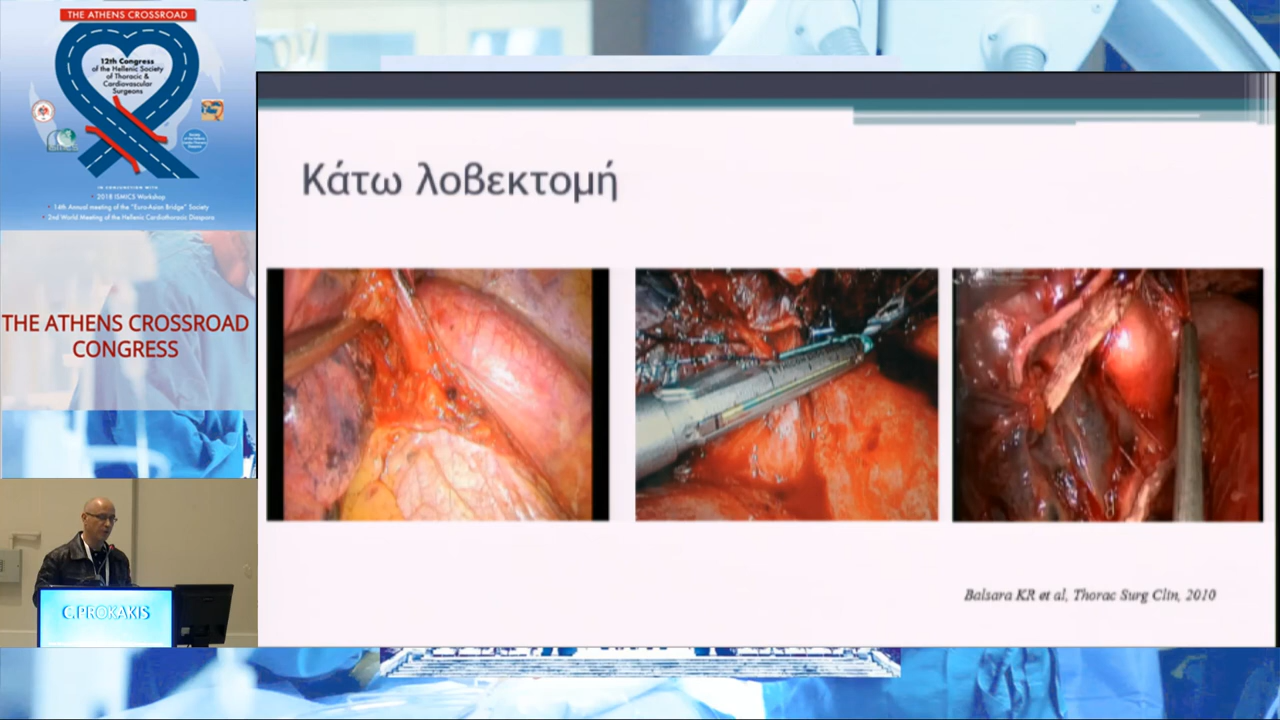 THE ATHENS CROSSROAD
12th Congress
of the Hellenic Society
of Thoracic &
Cardiovascular
Surgeons
IN CONJUNCTION WITH
• 2018 ISMICS Workshop
• 14th Annual meeting of the "Euro-Asian Bridge" Society
• 2nd World Meeting of the Hellenic Cardiothoracic Diaspora
THE ATHENS CROSSROAD
CONGRESS
C.PROKAKIS
Κάτω λοβεκτομή
Balsara KR et al, Thorac Surg Clin, 2010